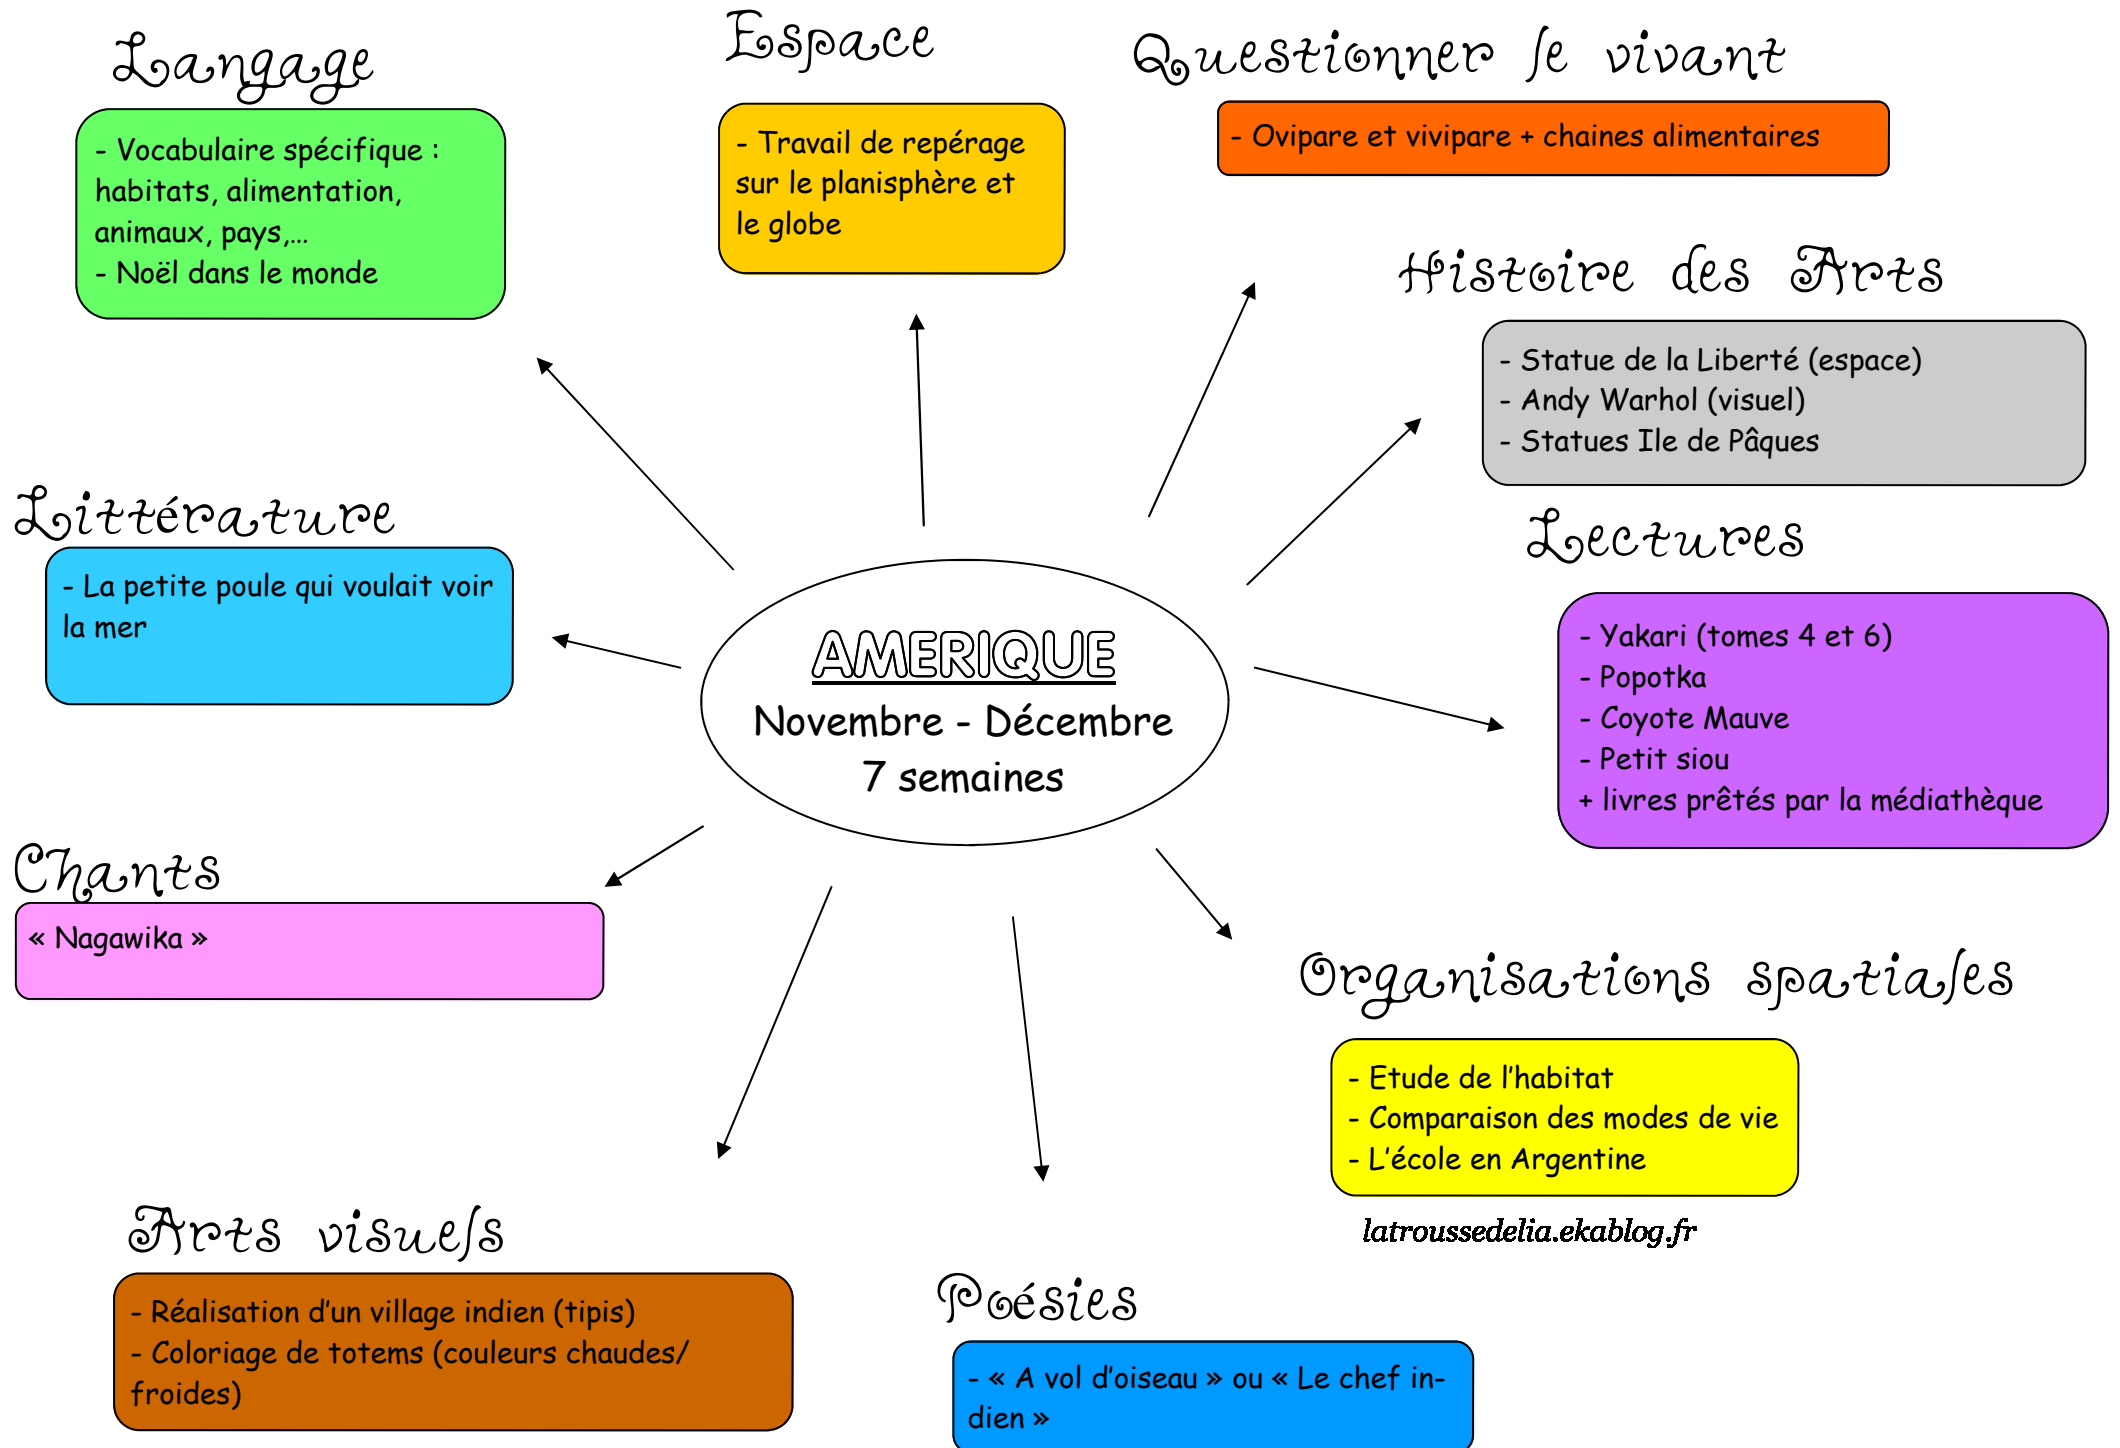 Langage
- Vocabulaire spécifique :
habitats, alimentation,
animaux, pays,...
- Noël dans le monde
Espace
- Travail de repérage
sur le planisphère et
le globe
Questionner le vivant
- Ovipare et vivipare + chaines alimentaires
Histoire des Arts
- Statue de la Liberté (espace)
- Andy Warhol (visuel)
- Statues Ile de Pâques
Littérature
- La petite poule qui voulait voir
la mer
AMERIQUE
Novembre - Décembre
7 semaines
Lectures
- Yakari (tomes 4 et 6)
- Popotka
- Coyote Mauve
- Petit siou
+ livres prêtés par la médiathèque
Chants
« Nagawika »
Organisations spatiales
- Etude de l'habitat
- Comparaison des modes de vie
- L'école en Argentine
latroussedelia.ekablog.fr
Arts visuels
- Réalisation d'un village indien (tipis)
- Coloriage de totems (couleurs chaudes/
froides)
Poésies
- « A vol d'oiseau » ou « Le chef in-
dien »